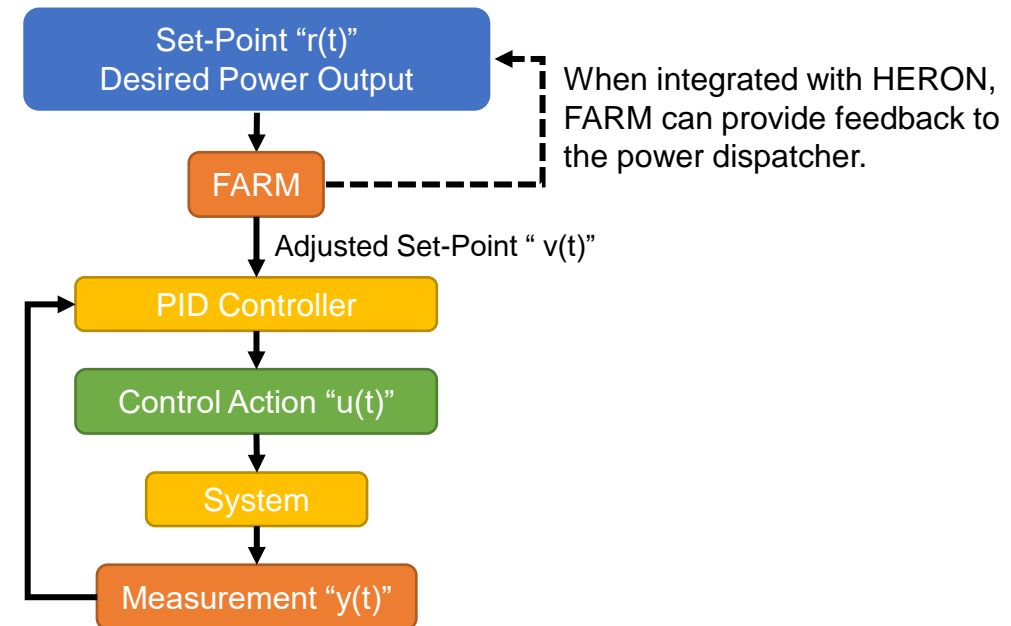 Set-Point “r(t)”
Desired Power Output
When integrated with HERON,
FARM can provide feedback to
the power dispatcher.
FARM
Adjusted Set-Point “ v(t)”
PID Controller
Control Action “u(t)”
System
Measurement “y(t)”